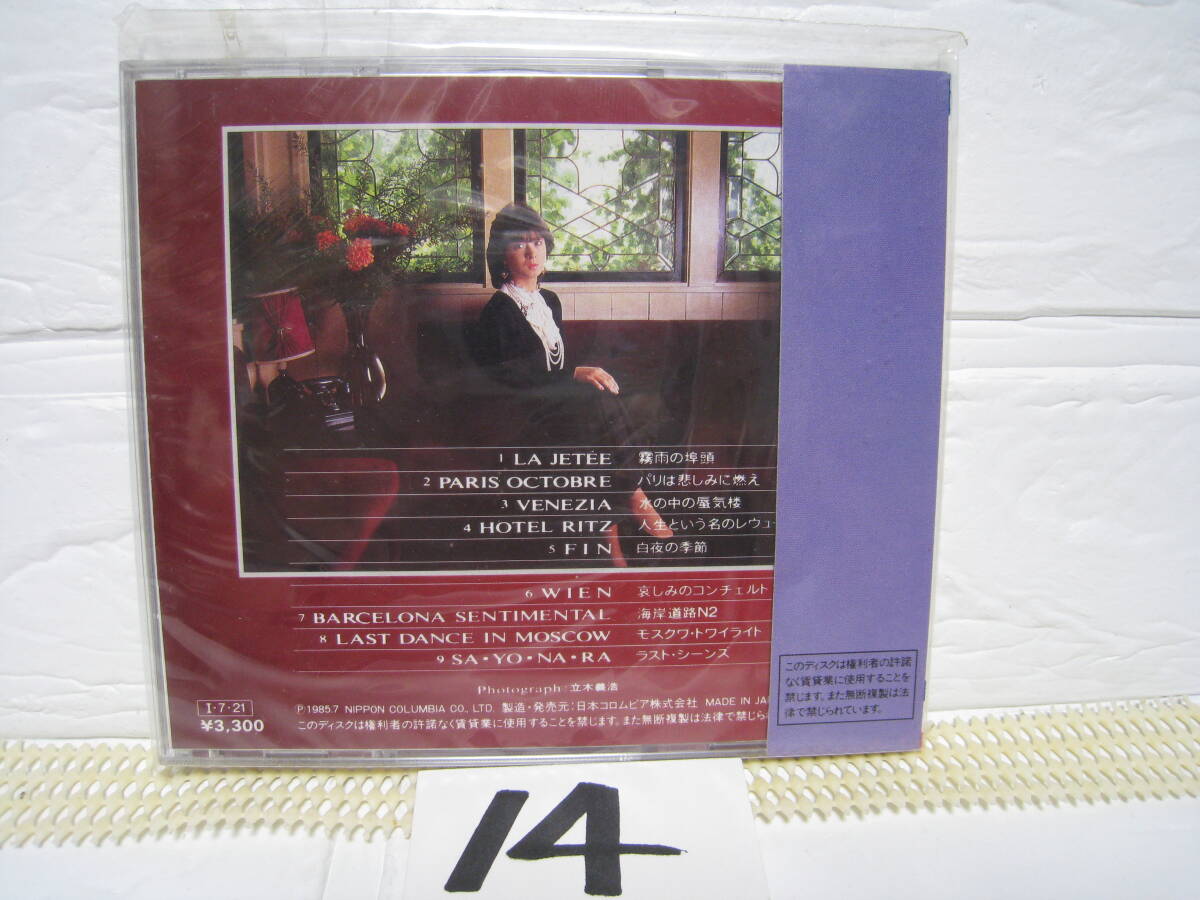 1 LA JETÉE 霧雨の埠頭
2 PARIS OCTOBRE パリは悲しみに燃え
3 VENEZIA 水の中の蜃気楼
4 HOTEL RITZ 人生という名のレヴュー
5 FIN 白夜の季節
6 WIEN 哀しみのコンチェルト
7 BARCELONA SENTIMENTAL 海岸道路N2
8 LAST DANCE IN MOSCOW モスクワ・トワイライト
9 SA・YO・NA・RA ラスト・シーンズ
Photograph:立木義浩
I・7・21
¥3,300
Ⓟ1985.7 NIPPON COLUMBIA CO., LTD. 製造・発売元:日本コロムビア株式会社 MADE IN JA
このディスクは権利者の許諾なく賃貸業に使用することを禁じます。また無断複製は法律で禁じら
このディスクは権利者の許諾
なく賃貸業に使用することを
禁じます。また無断複製は法
律で禁じられています。
14